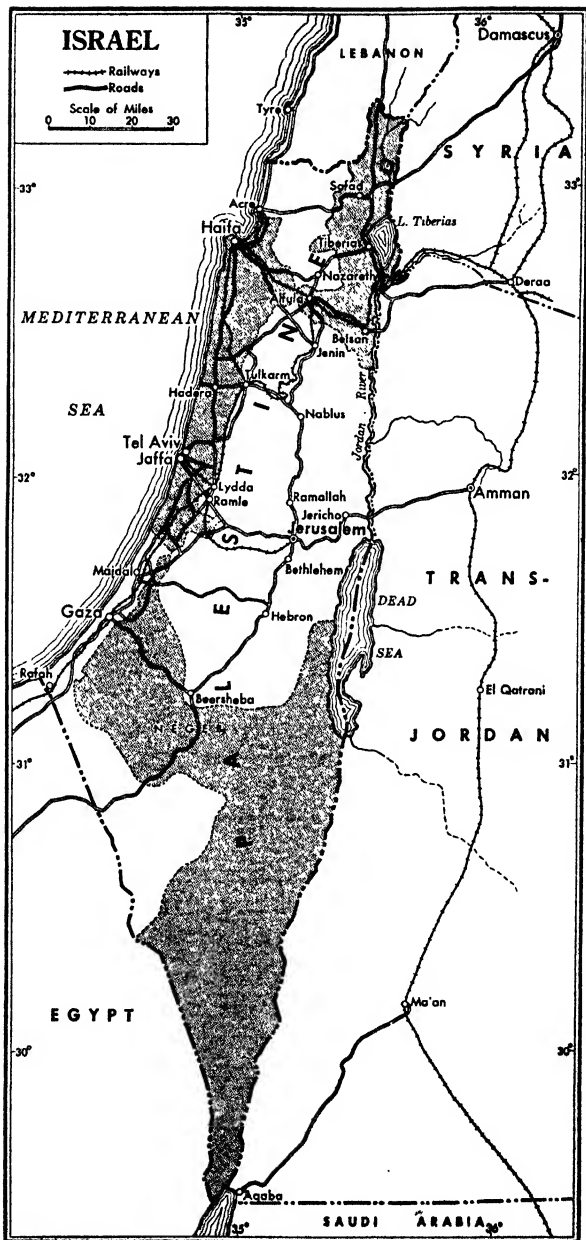 ISRAEL
Railways
Roads
Scale of Miles
0 10 20 30
35°
36°
LEBANON
Damascus
Tyre
SYRIA
33°
33°
Safad
Acre
Haifa
L. Tiberias
Tiberias
Nazareth
Deraa
Afula
MEDITERRANEAN
SEA
Beisan
Jenin
Tulkarm
Hadera
Jordan River
Nablus
Tel Aviv
Jaffa
32°
32°
Lydda
Ramle
Ramallah
Jericho
Amman
Jerusalem
Majdal
Bethlehem
TRANS-
JORDAN
DEAD
SEA
Gaza
Hebron
Rafah
Beersheba
El Qatrani
NEGEB
31°
31°
PALESTINE
EGYPT
Ma'an
30°
30°
Aqaba
35°
36°
SAUDI ARABIA